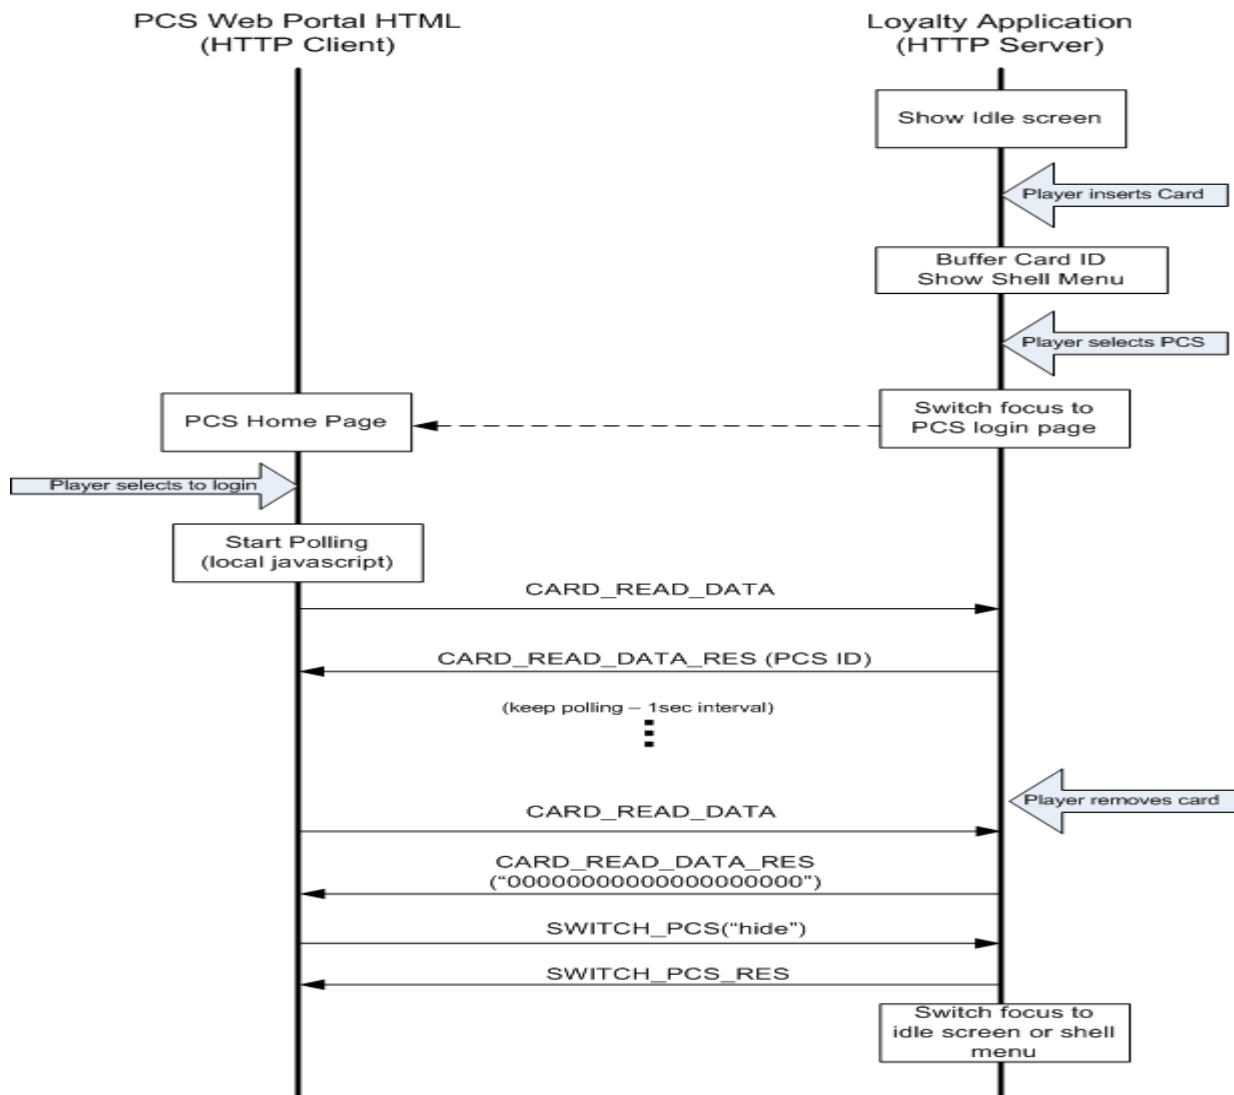 PCS Web Portal HTML
(HTTP Client)
Loyalty Application
(HTTP Server)
Show Idle screen
Player inserts Card
Buffer Card ID
Show Shell Menu
Player selects PCS
Switch focus to
PCS login page
PCS Home Page
Player selects to login
Start Polling
(local javascript)
CARD_READ_DATA
CARD_READ_DATA_RES (PCS ID)
(keep polling – 1sec interval)
Player removes card
CARD_READ_DATA
CARD_READ_DATA_RES
(“00000000000000000000”)
SWITCH_PCS(“hide”)
SWITCH_PCS_RES
Switch focus to
idle screen or shell
menu